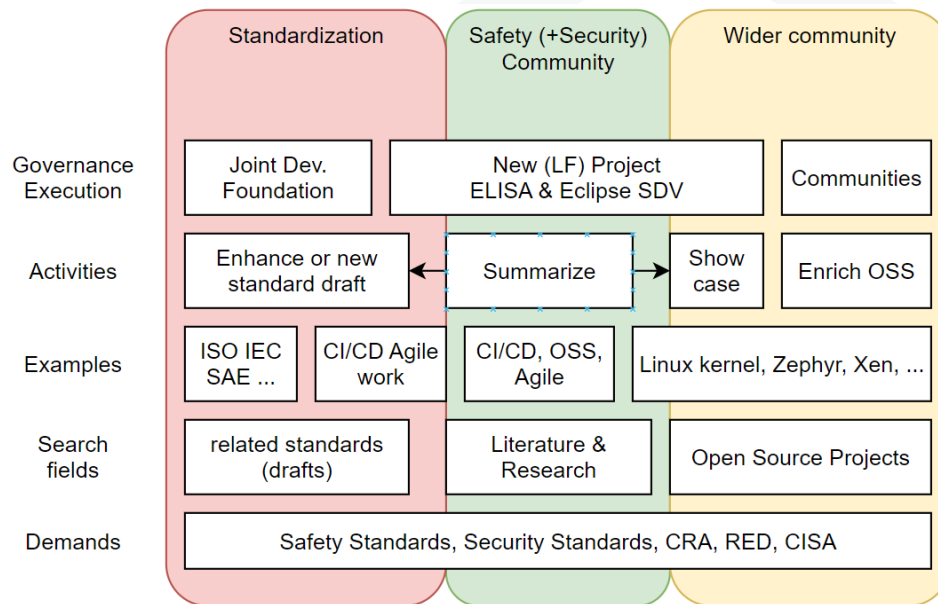 Standardization
Safety (+Security)
Community
Wider community
Governance
Execution
Joint Dev.
Foundation
New (LF) Project
ELISA & Eclipse SDV
Communities
Activities
Enhance or new
standard draft
Summarize
Show
case
Enrich OSS
Examples
ISO IEC
SAE ...
CI/CD Agile
work
CI/CD, OSS,
Agile
Linux kernel, Zephyr, Xen, ...
Search
fields
related standards
(drafts)
Literature &
Research
Open Source Projects
Demands
Safety Standards, Security Standards, CRA, RED, CISA